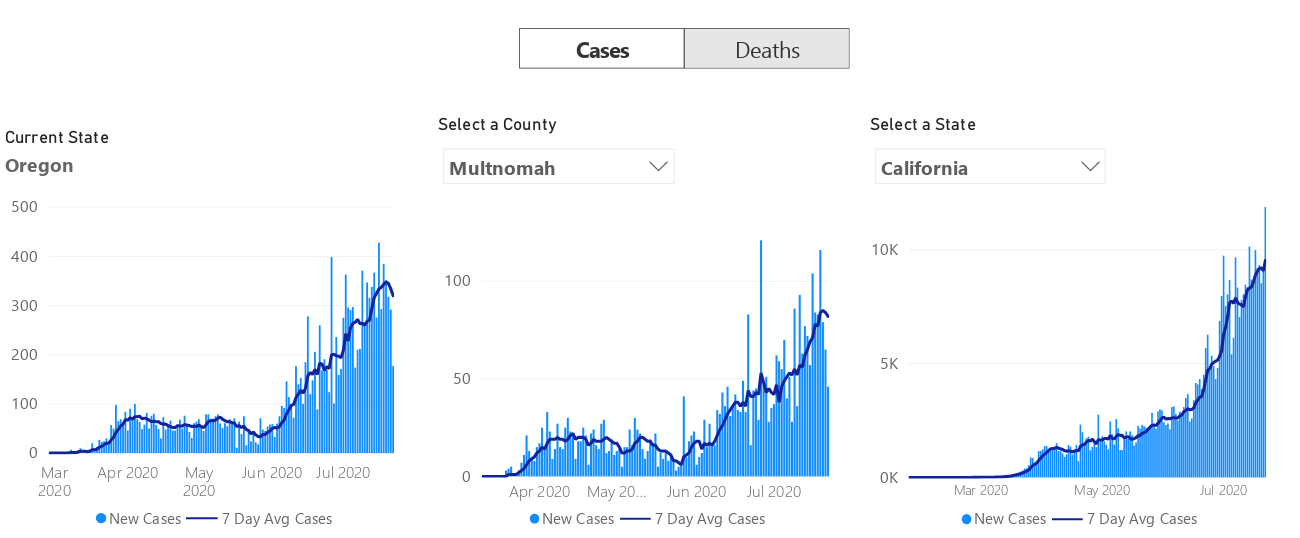 Cases Deaths
Current State
Oregon
500
400
300
200
100
0
Mar 2020
Apr 2020
May 2020
Jun 2020
Jul 2020
New Cases 7 Day Avg Cases
Select a County
Multnomah
100
50
0
Apr 2020
May 20...
Jun 2020
Jul 2020
New Cases 7 Day Avg Cases
Select a State
California
10K
5K
0K
Mar 2020
May 2020
Jul 2020
New Cases 7 Day Avg Cases